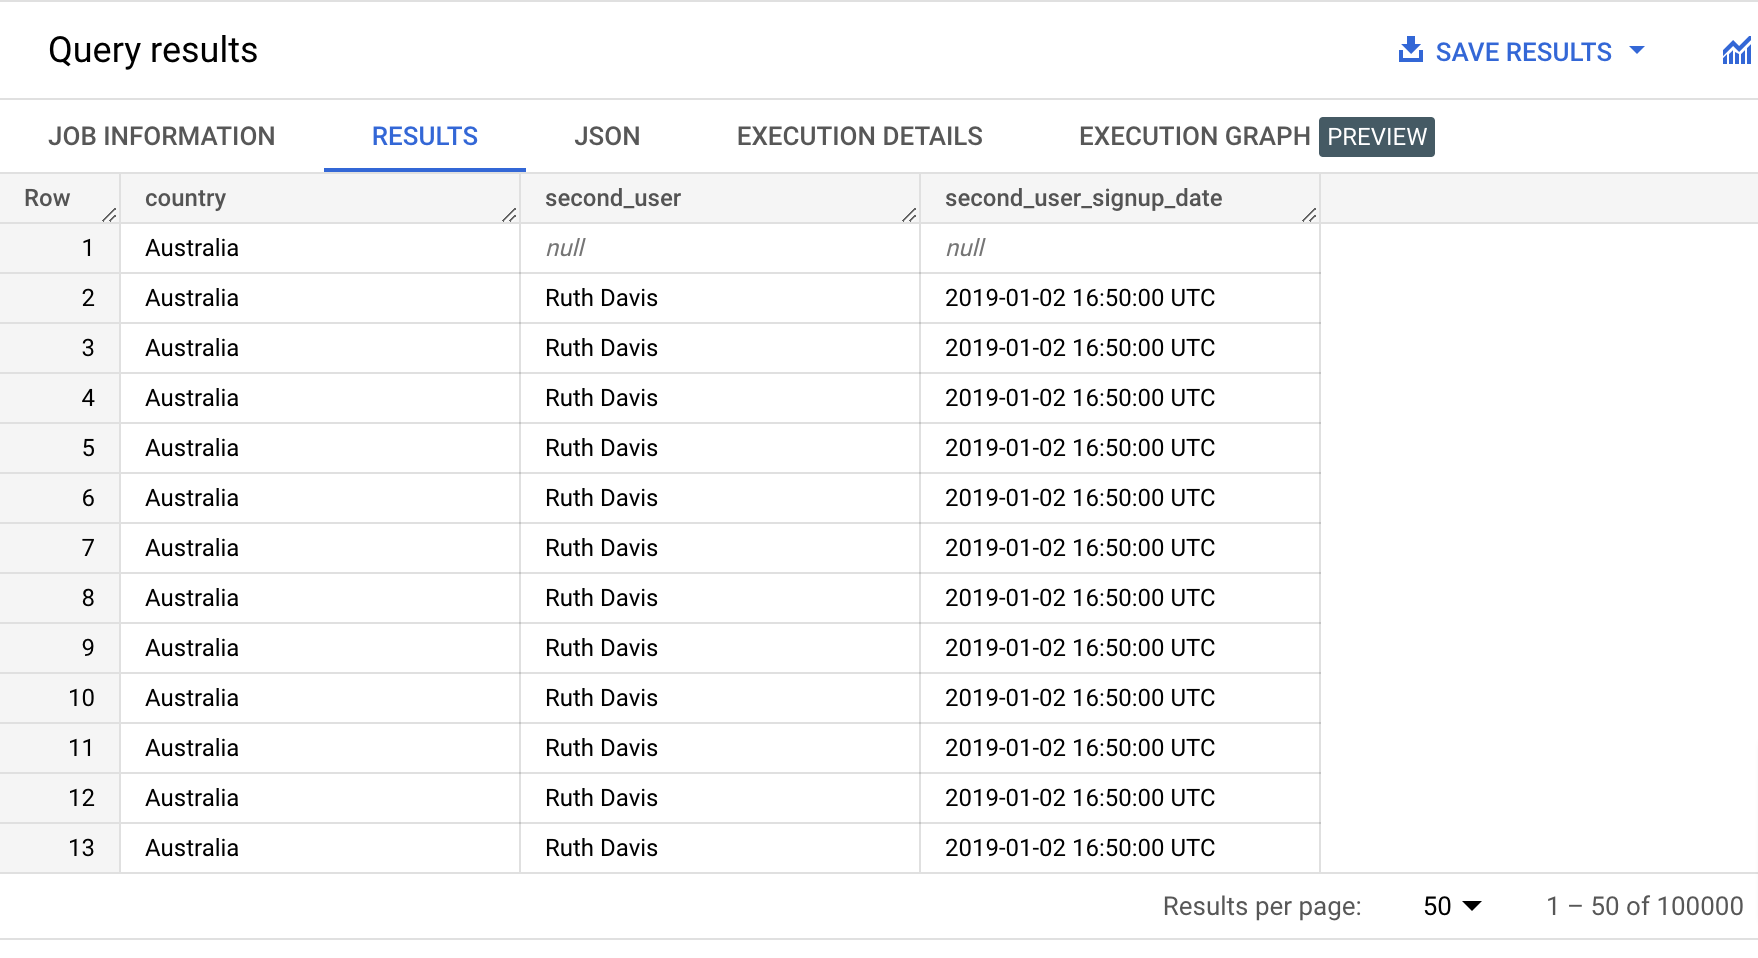 Query results SAVE RESULTS
JOB INFORMATION RESULTS JSON EXECUTION DETAILS EXECUTION GRAPH PREVIEW
Row country second_user second_user_signup_date
1 Australia null null
2 Australia Ruth Davis 2019-01-02 16:50:00 UTC
3 Australia Ruth Davis 2019-01-02 16:50:00 UTC
4 Australia Ruth Davis 2019-01-02 16:50:00 UTC
5 Australia Ruth Davis 2019-01-02 16:50:00 UTC
6 Australia Ruth Davis 2019-01-02 16:50:00 UTC
7 Australia Ruth Davis 2019-01-02 16:50:00 UTC
8 Australia Ruth Davis 2019-01-02 16:50:00 UTC
9 Australia Ruth Davis 2019-01-02 16:50:00 UTC
10 Australia Ruth Davis 2019-01-02 16:50:00 UTC
11 Australia Ruth Davis 2019-01-02 16:50:00 UTC
12 Australia Ruth Davis 2019-01-02 16:50:00 UTC
13 Australia Ruth Davis 2019-01-02 16:50:00 UTC
Results per page: 50 1 – 50 of 100000